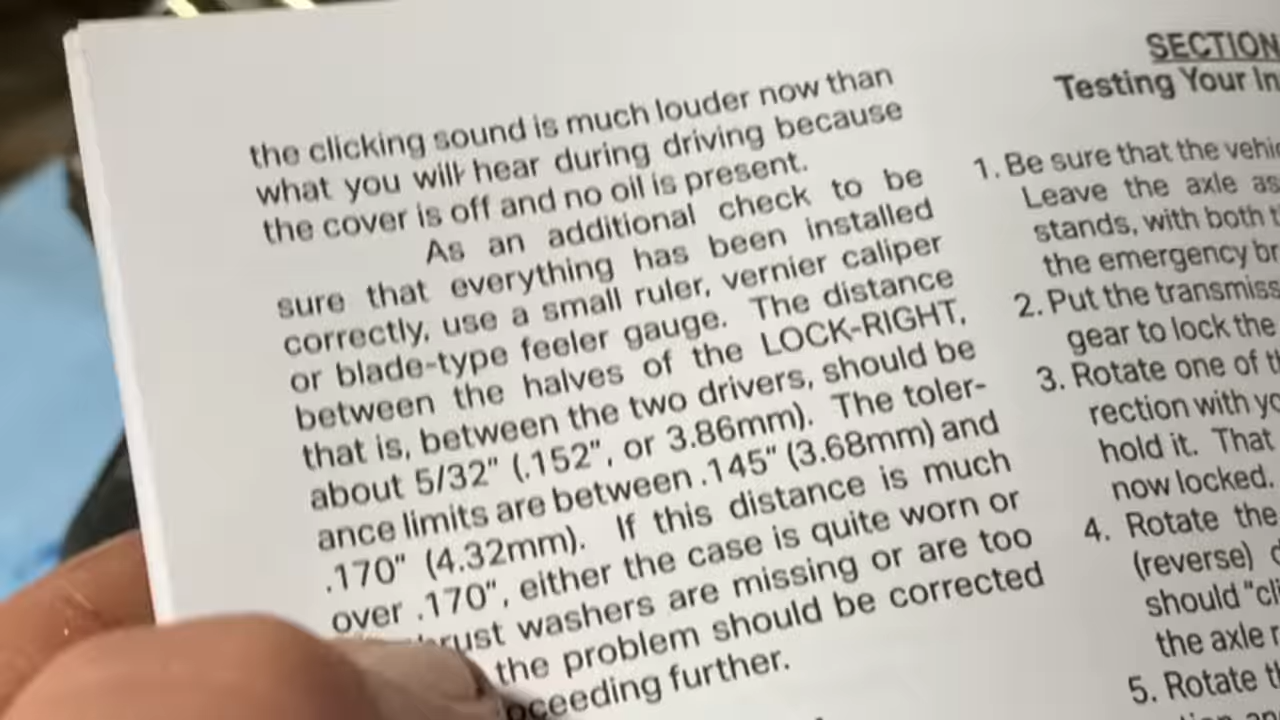 the clicking sound is much louder now than
what you will hear during driving because
the cover is off and no oil is present.
As an additional check to be
sure that everything has been installed
correctly, use a small ruler, vernier caliper
or blade-type feeler gauge. The distance
between the halves of the LOCK-RIGHT,
that is, between the two drivers, should be
about 5/32" (.152", or 3.86mm). The toler-
ance limits are between .145" (3.68mm) and
.170" (4.32mm). If this distance is much
over .170", either the case is quite worn or
washers are missing or are too
the problem should be corrected
further.
SECTION
Testing Your In
1. Be sure that the vehic
Leave the axle as
stands, with both t
the emergency br
2. Put the transmiss
gear to lock the
3. Rotate one of t
rection with yo
hold it. That
now locked.
4. Rotate the
(reverse) d
should "cli
the axle r
5. Rotate t